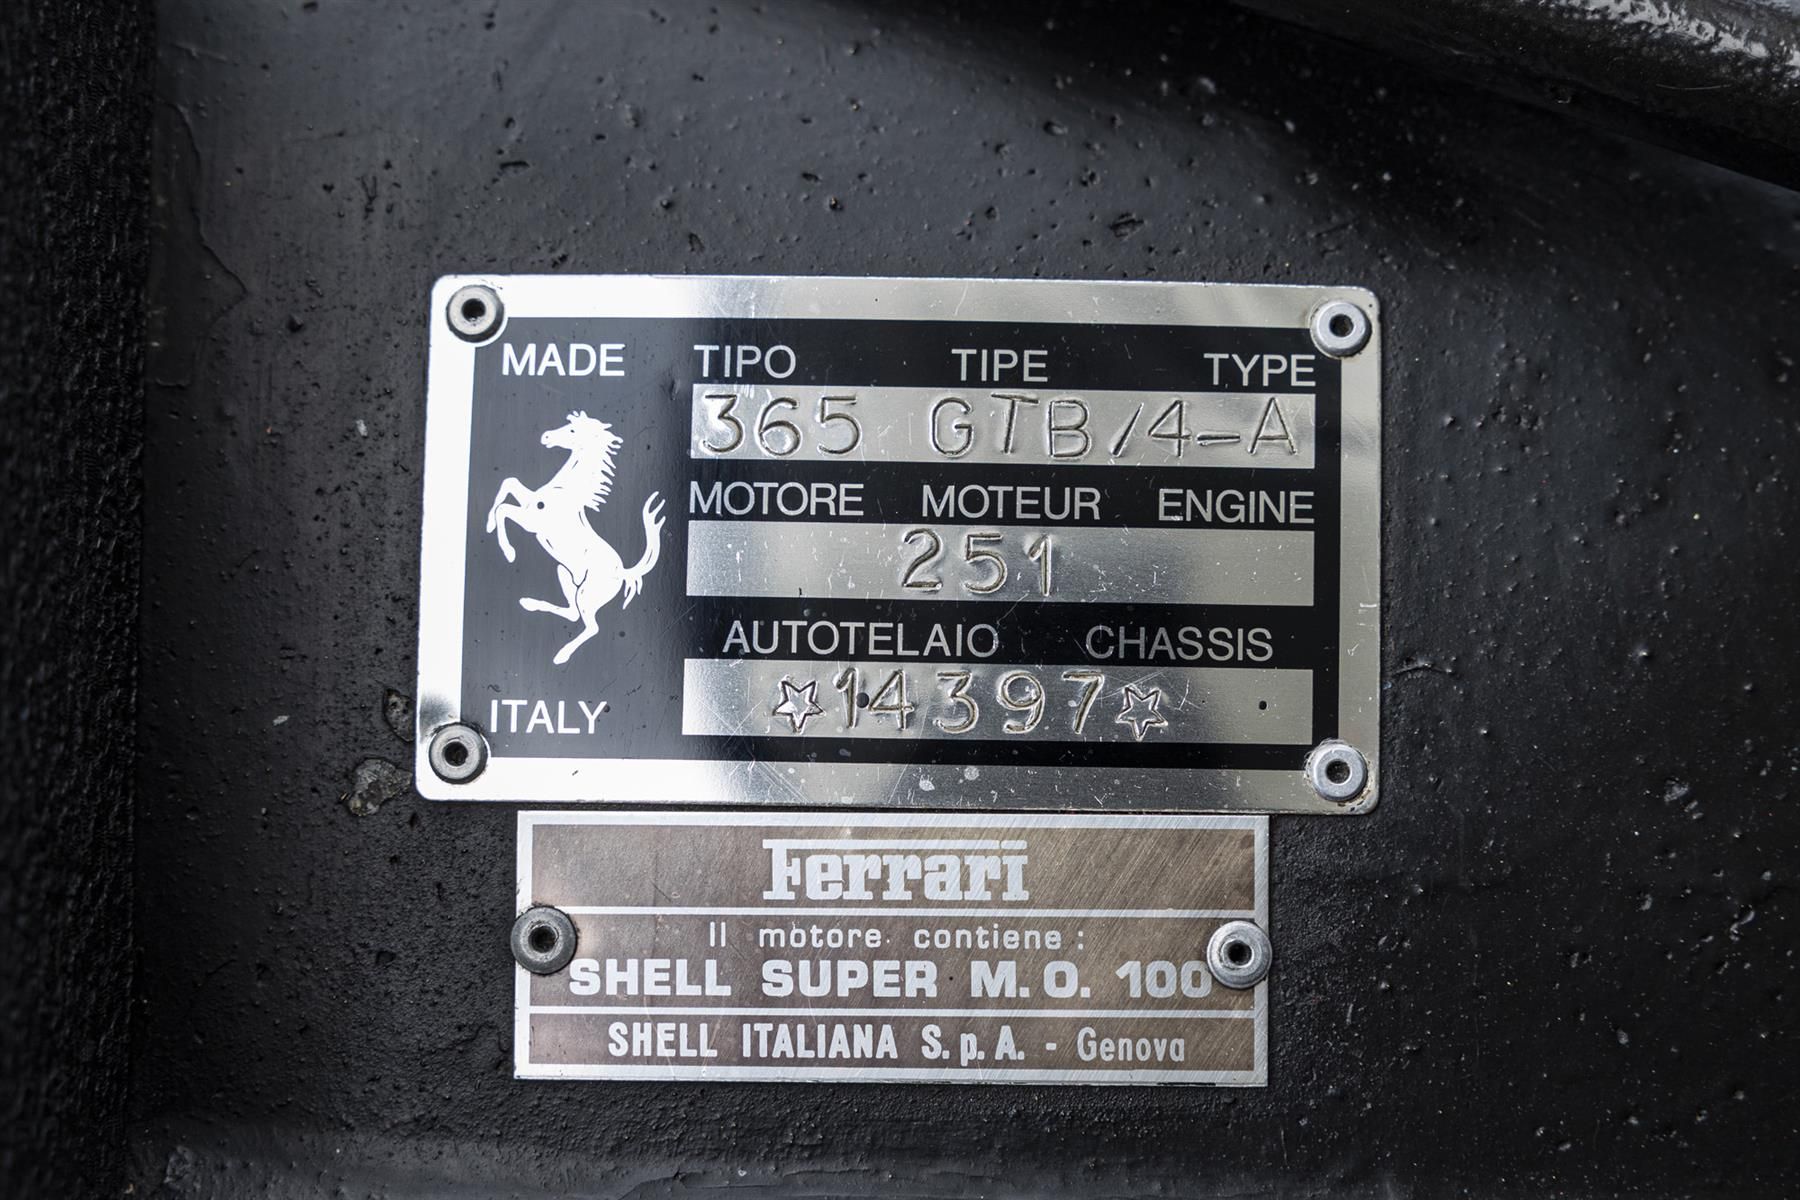 MADE TIPO TIPE TYPE
365 GTB/4-A
MOTORE MOTEUR ENGINE
251
AUTOTELAIO CHASSIS
☆14397☆
ITALY
Ferrari
Il motore contiene:
SHELL SUPER M.O. 100
SHELL ITALIANA S.p.A. - Genova